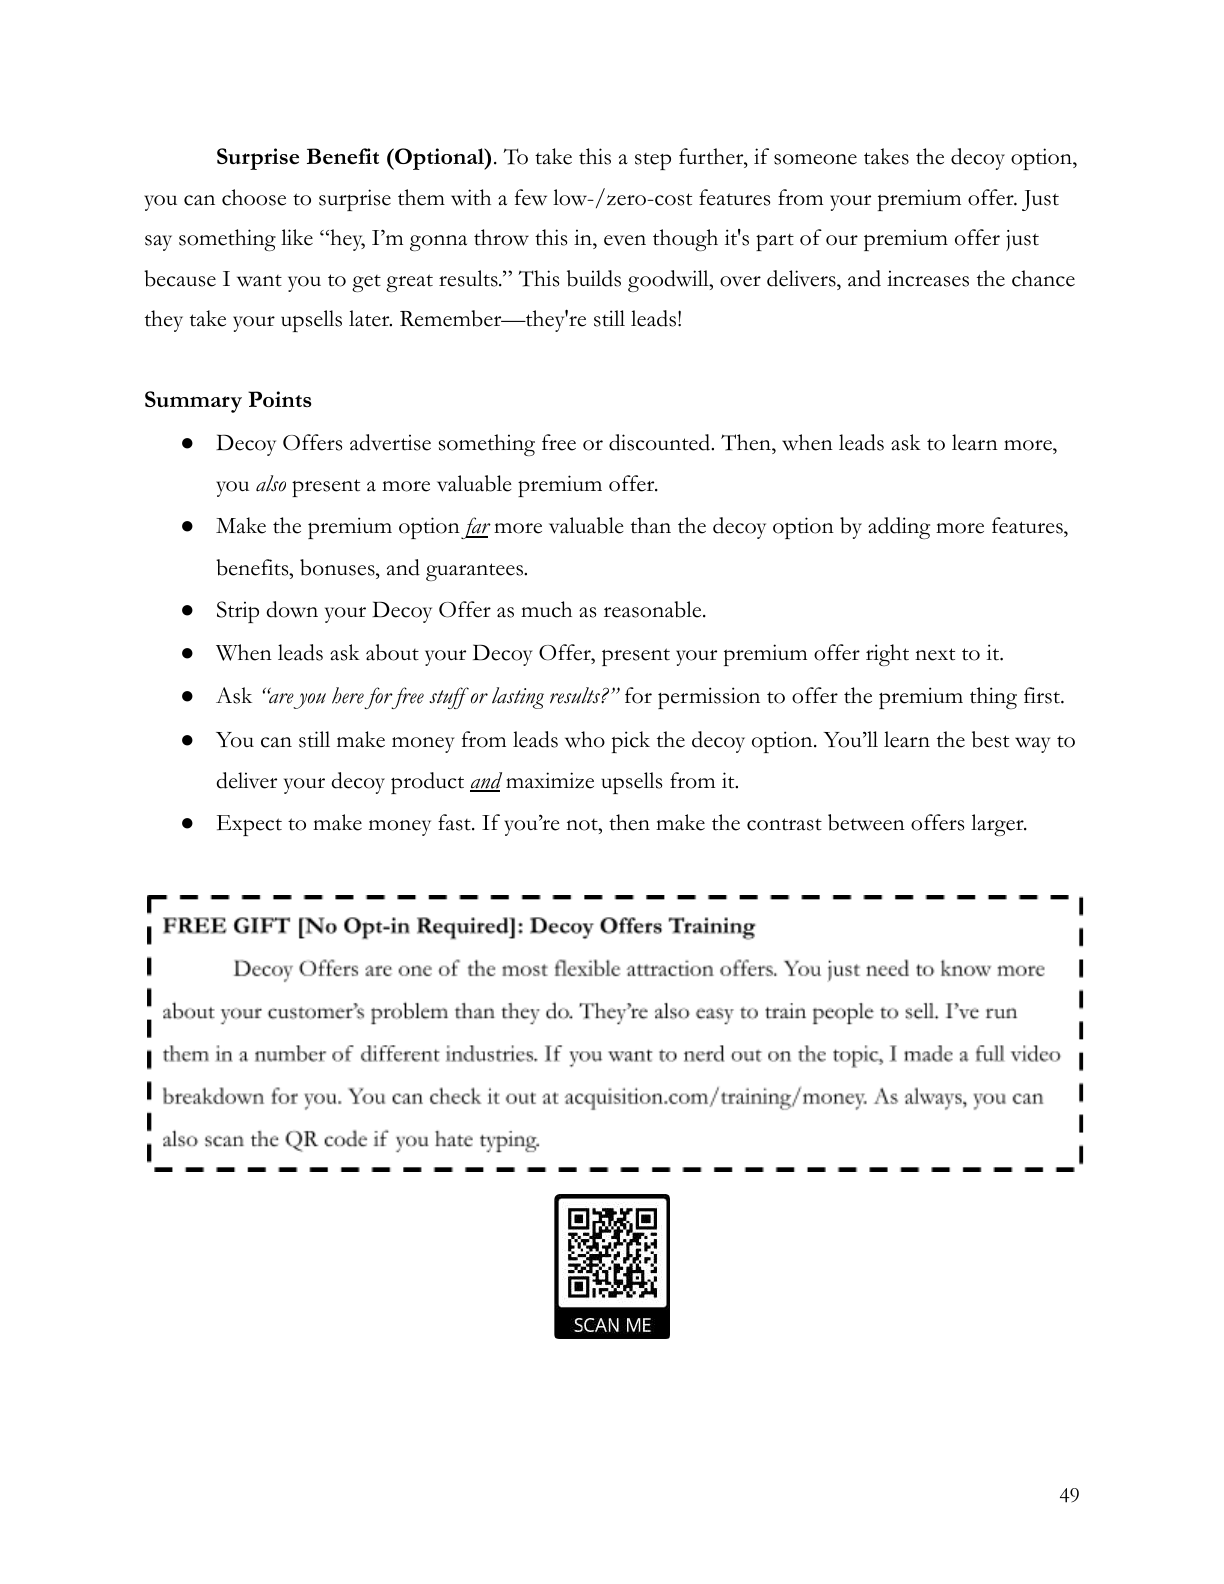 Surprise Benefit (Optional). To take this a step further, if someone takes the decoy option,
you can choose to surprise them with a few low-/zero-cost features from your premium offer. Just
say something like “hey, I’m gonna throw this in, even though it's part of our premium offer just
because I want you to get great results.” This builds goodwill, over delivers, and increases the chance
they take your upsells later. Remember—they're still leads!
Summary Points
● Decoy Offers advertise something free or discounted. Then, when leads ask to learn more,
you also present a more valuable premium offer.
● Make the premium option far more valuable than the decoy option by adding more features,
benefits, bonuses, and guarantees.
● Strip down your Decoy Offer as much as reasonable.
● When leads ask about your Decoy Offer, present your premium offer right next to it.
● Ask “are you here for free stuff or lasting results?” for permission to offer the premium thing first.
● You can still make money from leads who pick the decoy option. You’ll learn the best way to
deliver your decoy product and maximize upsells from it.
● Expect to make money fast. If you’re not, then make the contrast between offers larger.
FREE GIFT [No Opt-in Required]: Decoy Offers Training
Decoy Offers are one of the most flexible attraction offers. You just need to know more
about your customer’s problem than they do. They’re also easy to train people to sell. I’ve run
them in a number of different industries. If you want to nerd out on the topic, I made a full video
breakdown for you. You can check it out at acquisition.com/training/money. As always, you can
also scan the QR code if you hate typing.
SCAN ME
49